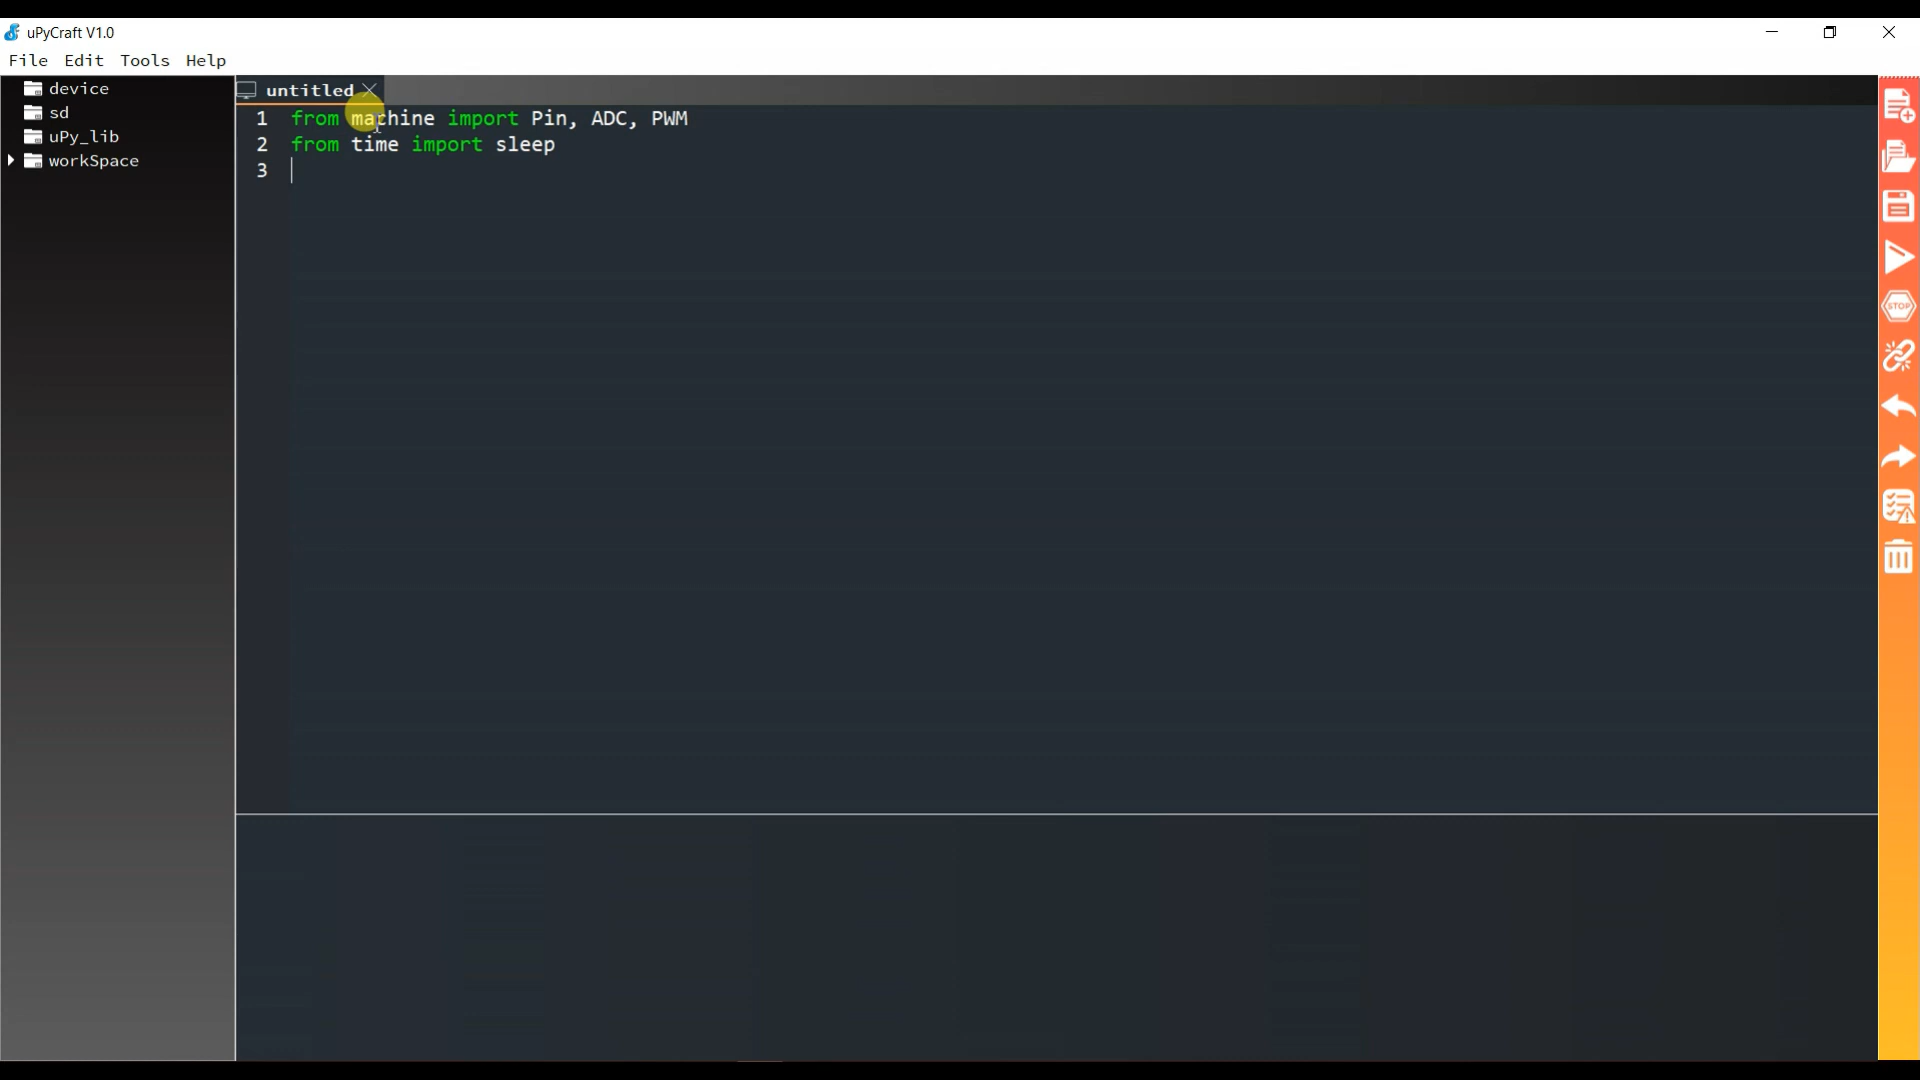 uPyCraft V1.0
File Edit Tools Help
device
sd
uPy_lib
workSpace
untitled
1 from machine import Pin, ADC, PWM
2 from time import sleep
3
STOP